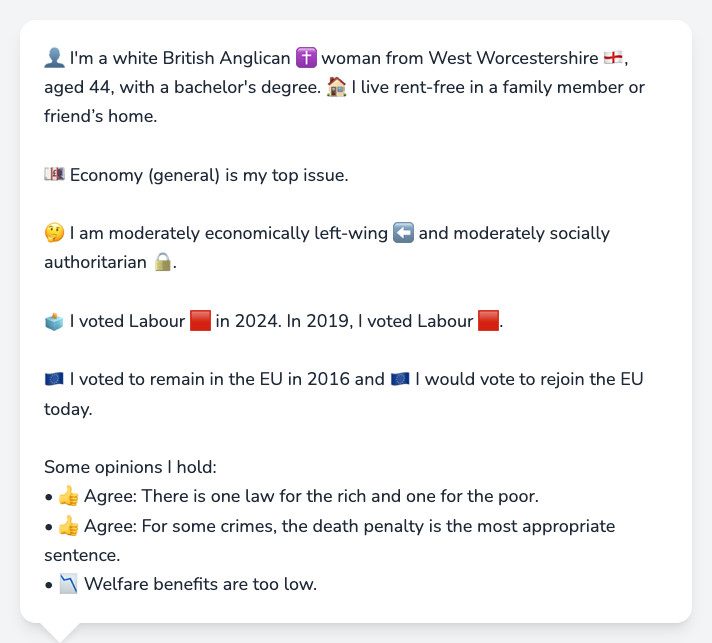 👤 I'm a white British Anglican ✝️ woman from West Worcestershire 🏴󠁧󠁢󠁥󠁮󠁧󠁿,
aged 44, with a bachelor's degree. 🏠 I live rent-free in a family member or
friend’s home.
💷 Economy (general) is my top issue.
🤔 I am moderately economically left-wing ⬅️ and moderately socially
authoritarian 🔒.
🗳️ I voted Labour 🟥 in 2024. In 2019, I voted Labour 🟥.
🇪🇺 I voted to remain in the EU in 2016 and 🇪🇺 I would vote to rejoin the EU
today.
Some opinions I hold:
• 👍 Agree: There is one law for the rich and one for the poor.
• 👍 Agree: For some crimes, the death penalty is the most appropriate
sentence.
• 📉 Welfare benefits are too low.